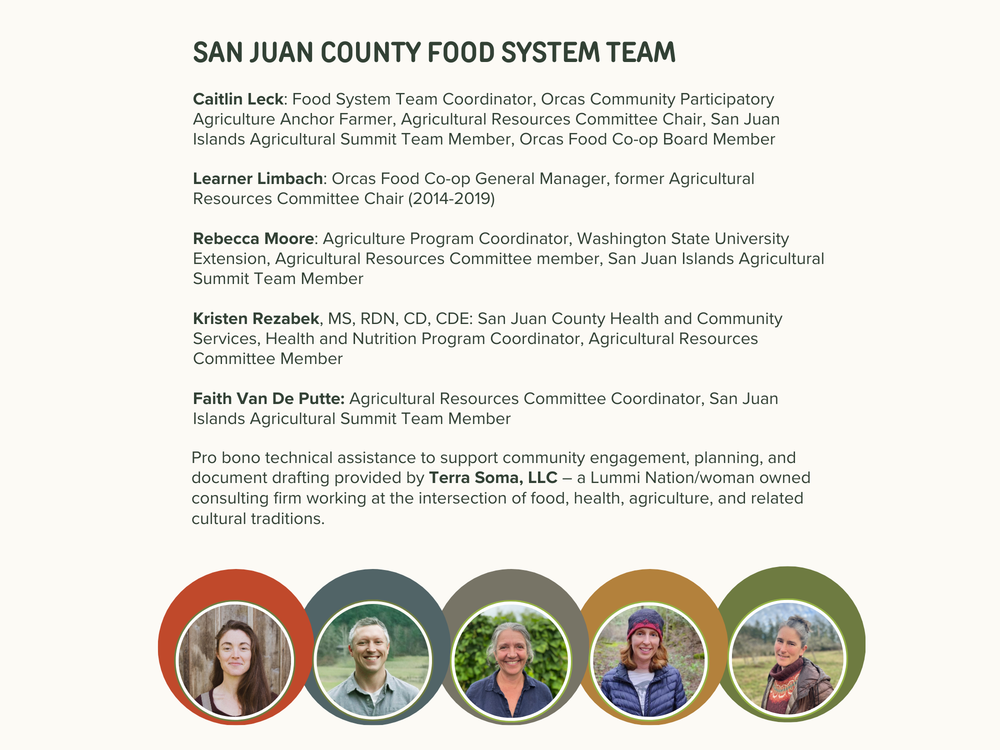 SAN JUAN COUNTY FOOD SYSTEM TEAM
Caitlin Leck: Food System Team Coordinator, Orcas Community Participatory
Agriculture Anchor Farmer, Agricultural Resources Committee Chair, San Juan
Islands Agricultural Summit Team Member, Orcas Food Co-op Board Member
Learner Limbach: Orcas Food Co-op General Manager, former Agricultural
Resources Committee Chair (2014-2019)
Rebecca Moore: Agriculture Program Coordinator, Washington State University
Extension, Agricultural Resources Committee member, San Juan Islands Agricultural
Summit Team Member
Kristen Rezabek, MS, RDN, CD, CDE: San Juan County Health and Community
Services, Health and Nutrition Program Coordinator, Agricultural Resources
Committee Member
Faith Van De Putte: Agricultural Resources Committee Coordinator, San Juan
Islands Agricultural Summit Team Member
Pro bono technical assistance to support community engagement, planning, and
document drafting provided by Terra Soma, LLC – a Lummi Nation/woman owned
consulting firm working at the intersection of food, health, agriculture, and related
cultural traditions.